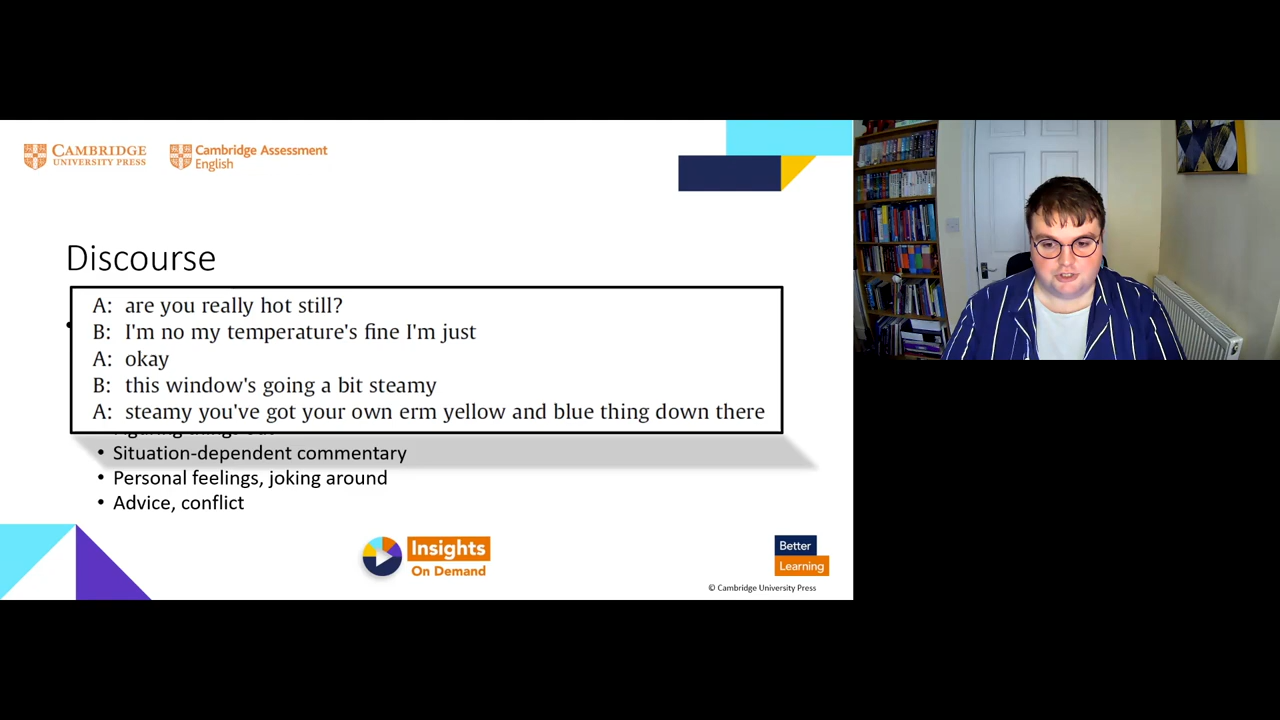 CAMBRIDGE
UNIVERSITY PRESS
Cambridge Assessment
English
Discourse
A: are you really hot still?
B: I'm no my temperature's fine I'm just
A: okay
B: this window's going a bit steamy
A: steamy you've got your own erm yellow and blue thing down there
• Situation-dependent commentary
• Personal feelings, joking around
• Advice, conflict
Insights
On Demand
Better
Learning
© Cambridge University Press